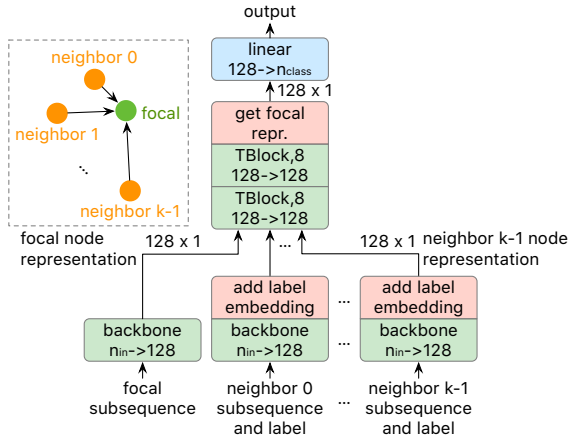 output
linear
128->nclass
128 x 1
get focal
repr.
TBlock,8
128->128
TBlock,8
128->128
neighbor 0
focal
neighbor 1
...
neighbor k-1
focal node
representation
128 x 1
...
128 x 1
neighbor k-1 node
representation
add label
embedding
...
add label
embedding
backbone
nin->128
backbone
nin->128
...
backbone
nin->128
focal
subsequence
neighbor 0
subsequence
and label
...
neighbor k-1
subsequence
and label